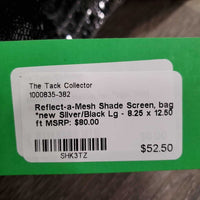 The Tack Collector
1000835-382
Reflect-a-Mesh Shade Screen, bag
*new Silver/Black Lg - 8.25 x 12.50
ft MSRP: $80.00
SHK3TZ
$52.50